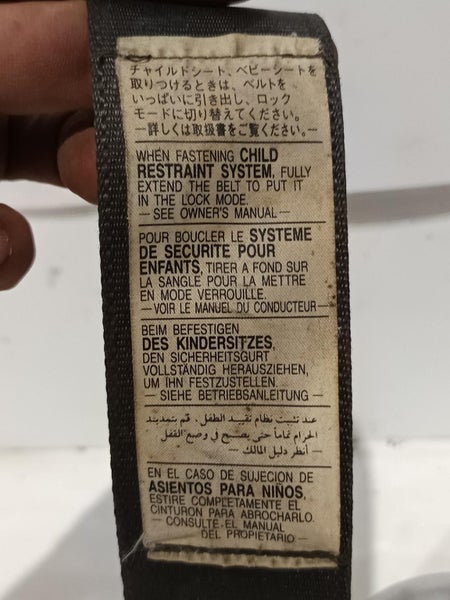 チャイルドシート、ベビーシートを
取りつけるときは、ベルトを
いっぱいに引き出し、ロック
モードに切り替えてください。
—詳しくは取扱書をご覧ください。—
WHEN FASTENING CHILD
RESTRAINT SYSTEM, FULLY
EXTEND THE BELT TO PUT IT
IN THE LOCK MODE.
— SEE OWNER'S MANUAL —
POUR BOUCLER LE SYSTEME
DE SECURITE POUR
ENFANTS, TIRER A FOND SUR
LA SANGLE POUR LA METTRE
EN MODE VERROUILLE.
—VOIR LE MANUEL DU CONDUCTEUR—
BEIM BEFESTIGEN
DES KINDERSITZES,
DEN SICHERHEITSGURT
VOLLSTÄNDIG HERAUSZIEHEN,
UM IHN FESTZUSTELLEN.
— SIEHE BETRIEBSANLEITUNG —
عند تثبيت نظام تقييد الطفل، قم بتمديد
الحزام تماماً حتى يصبح في وضع القفل
— أنظر دليل المالك —
EN EL CASO DE SUJECION DE
ASIENTOS PARA NIÑOS,
ESTIRE COMPLETAMENTE EL
CINTURON PARA ABROCHARLO.
— CONSULTE EL MANUAL
DEL PROPIETARIO —